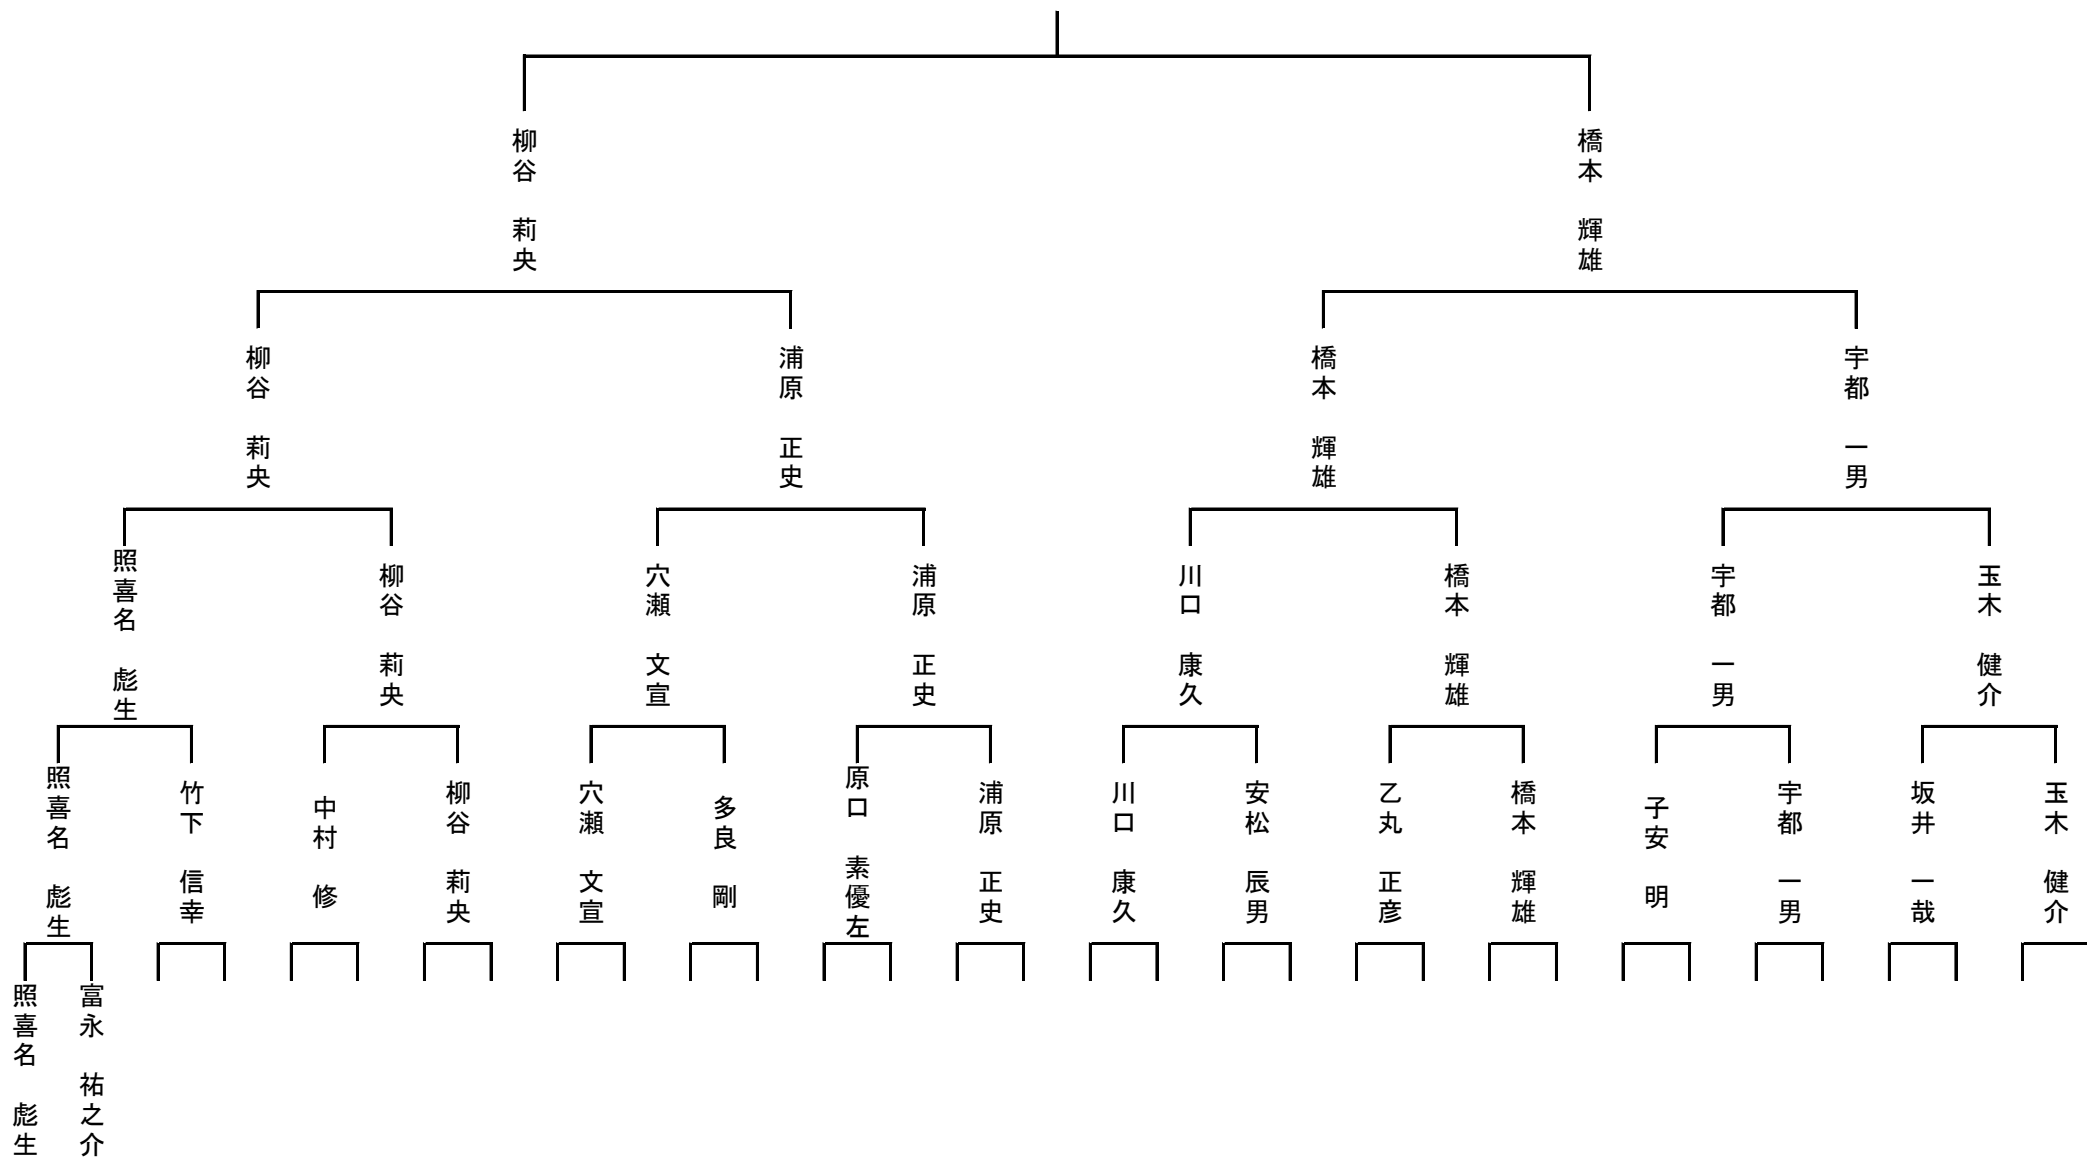 柳谷　莉央
橋本　輝雄
柳谷　莉央
浦原　正史
橋本　輝雄
宇都　一男
照喜名　彪生
柳谷　莉央
穴瀬　文宣
浦原　正史
川口　康久
橋本　輝雄
宇都　一男
玉木　健介
照喜名　彪生
竹下　信幸
中村　修
柳谷　莉央
穴瀬　文宣
多良　剛
原口　素優左
浦原　正史
川口　康久
安松　辰男
乙丸　正彦
橋本　輝雄
子安　明
宇都　一男
坂井　一哉
玉木　健介
照喜名　彪生
富永　祐之介